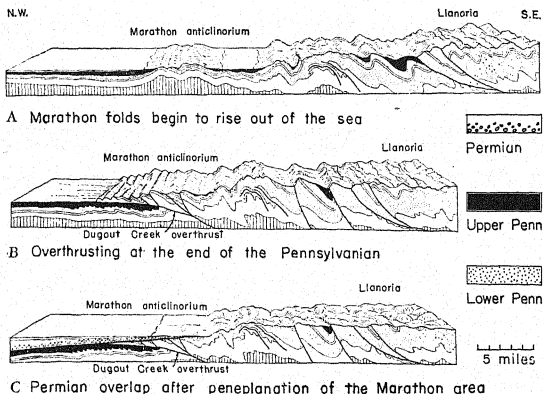 N.W.
Llanoria
S.E.
Marathon anticlinorium
A Marathon folds begin to rise out of the sea
Marathon anticlinorium
Llanoria
Dugout Creek overthrust
B Overthrusting at the end of the Pennsylvanian
Marathon anticlinorium
Llanoria
Dugout Creek overthrust
C Permian overlap after peneplanation of the Marathon area
Permian
Upper Penn
Lower Penn
5 miles